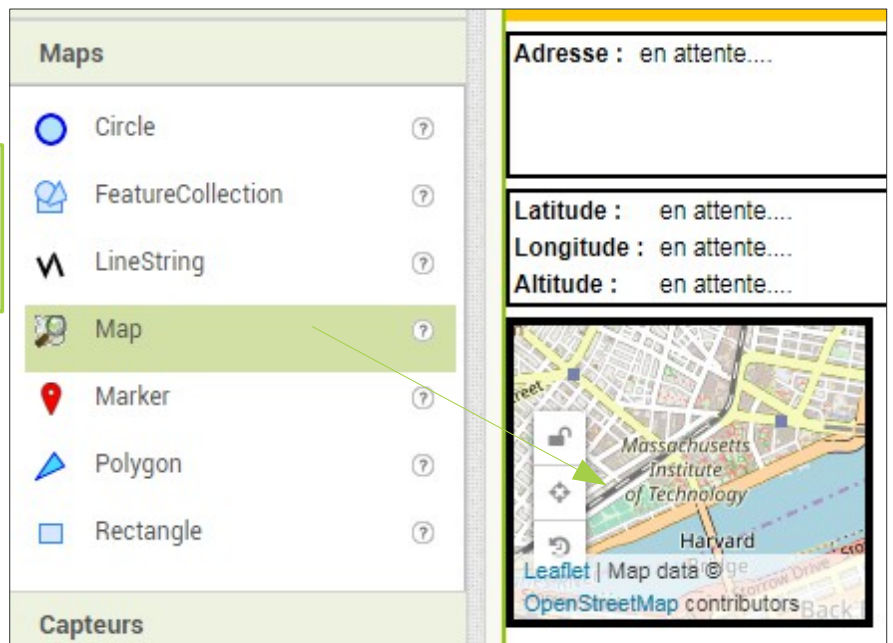 Maps
Circle
FeatureCollection
LineString
Map
Marker
Polygon
Rectangle
Capteurs
Adresse : en attente....
Latitude : en attente....
Longitude : en attente....
Altitude : en attente....
Massachusetts
Institute
of Technology
Harvard
Leaflet | Map data ©
OpenStreetMap contributors